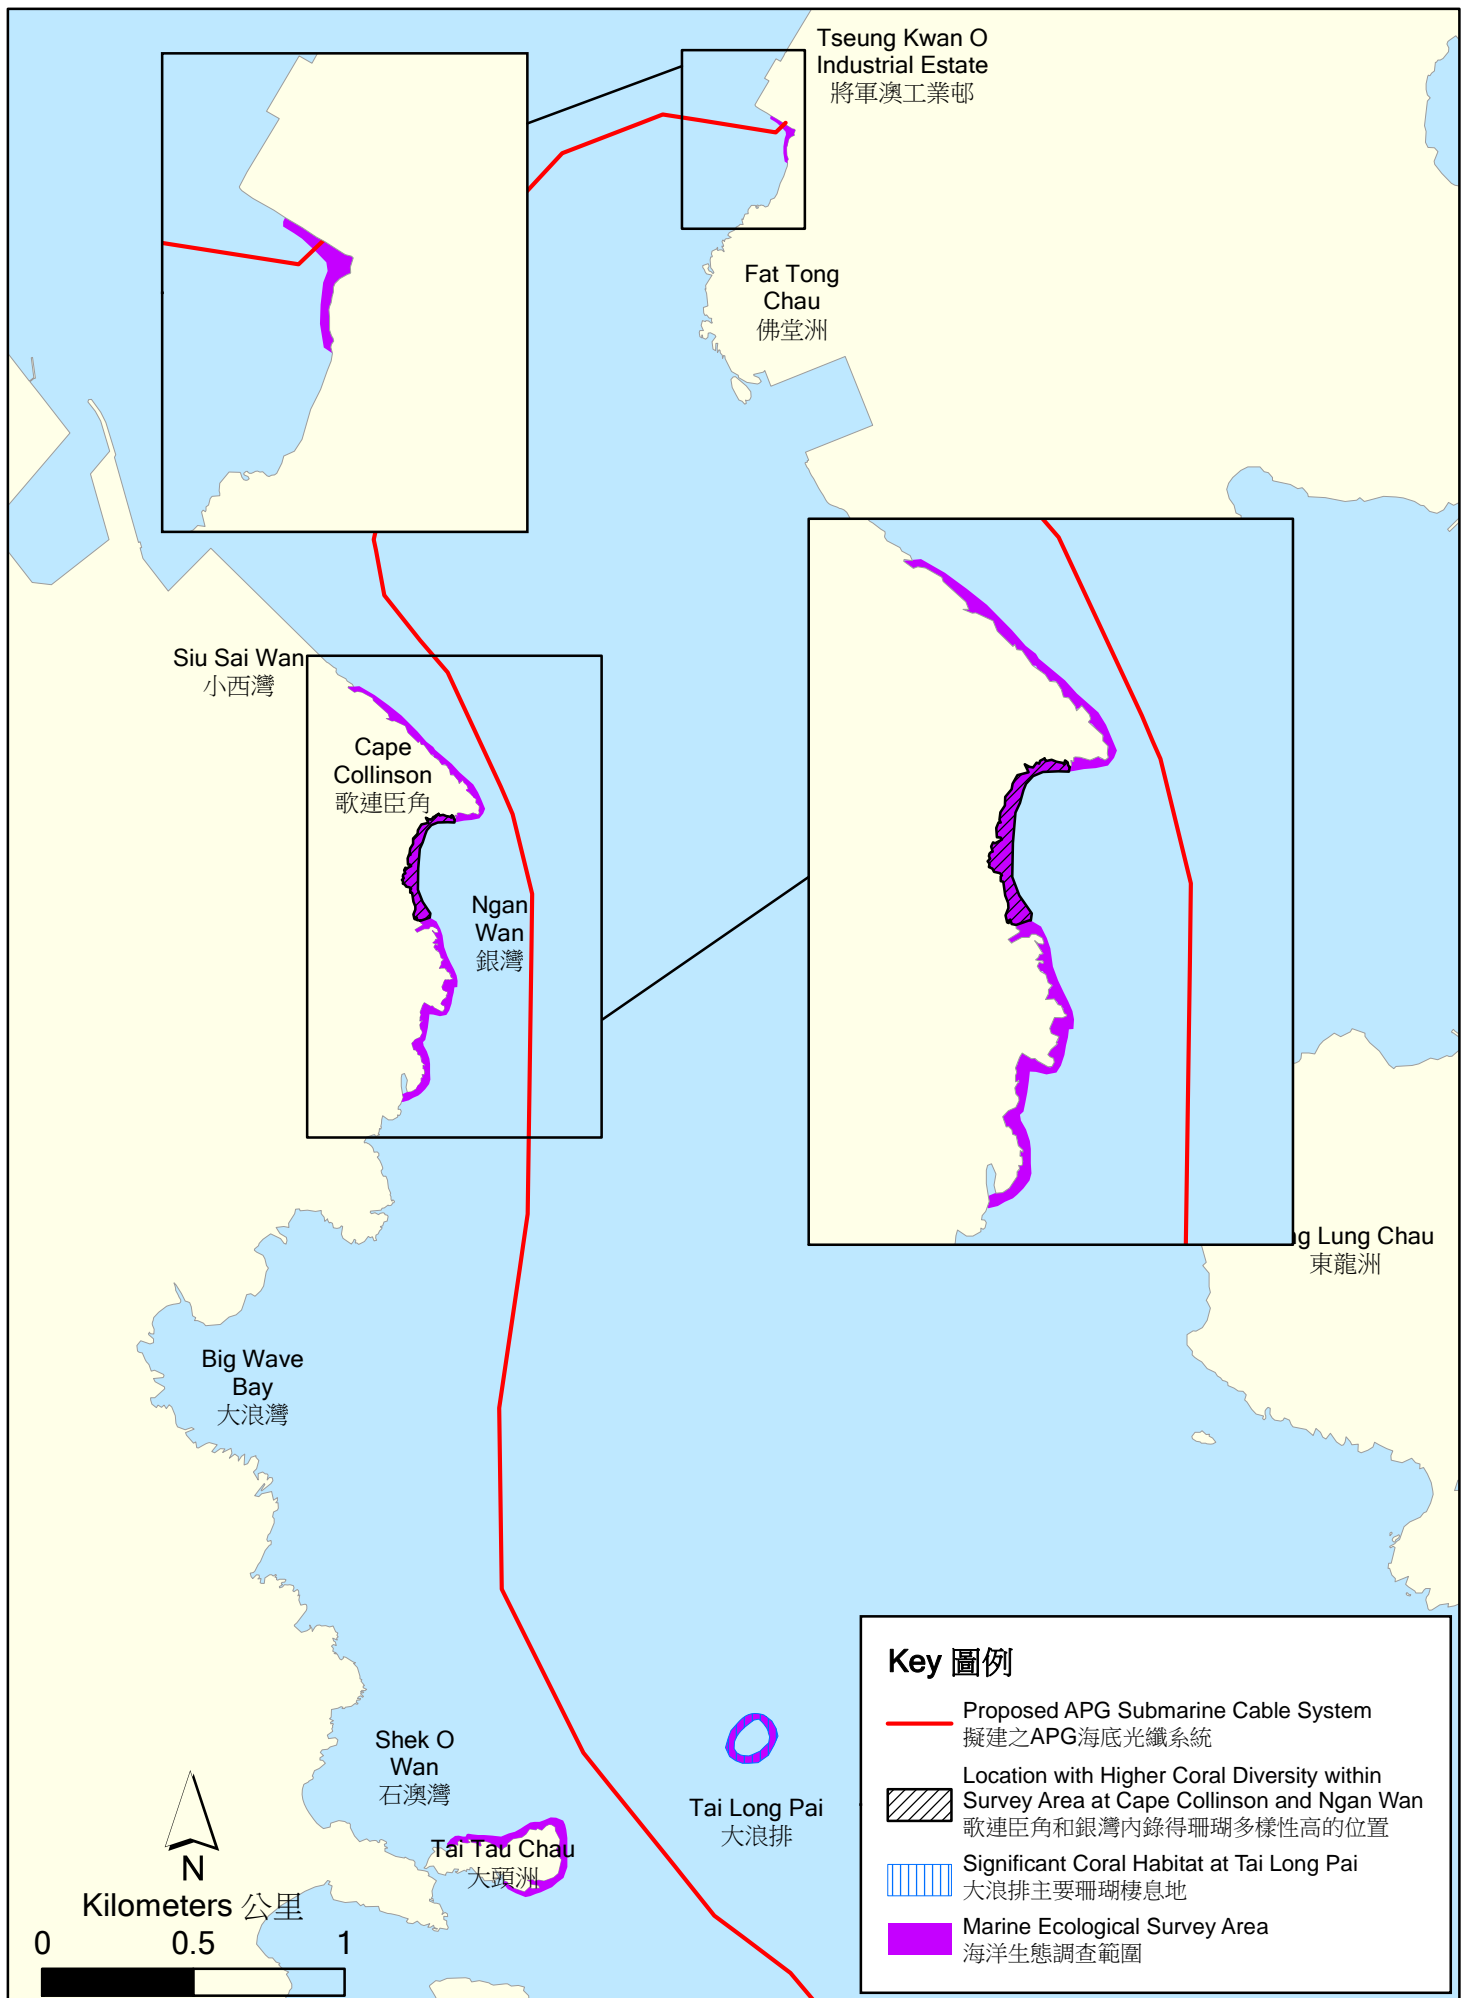 Tseung Kwan O
Industrial Estate
將軍澳工業邨
Fat Tong
Chau
佛堂洲
Siu Sai Wan
小西灣
Cape
Collinson
歌連臣角
Ngan
Wan
銀灣
ng Lung Chau
東龍洲
Big Wave
Bay
大浪灣
Shek O
Wan
石澳灣
Tai Long Pai
大浪排
Tai Tau Chau
大頭洲
N
Kilometers 公里
0 0.5 1
Key 圖例
Proposed APG Submarine Cable System
擬建之APG海底光纖系統
Location with Higher Coral Diversity within
Survey Area at Cape Collinson and Ngan Wan
歌連臣角和銀灣內錄得珊瑚多樣性高的位置
Significant Coral Habitat at Tai Long Pai
大浪排主要珊瑚棲息地
Marine Ecological Survey Area
海洋生態調查範圍